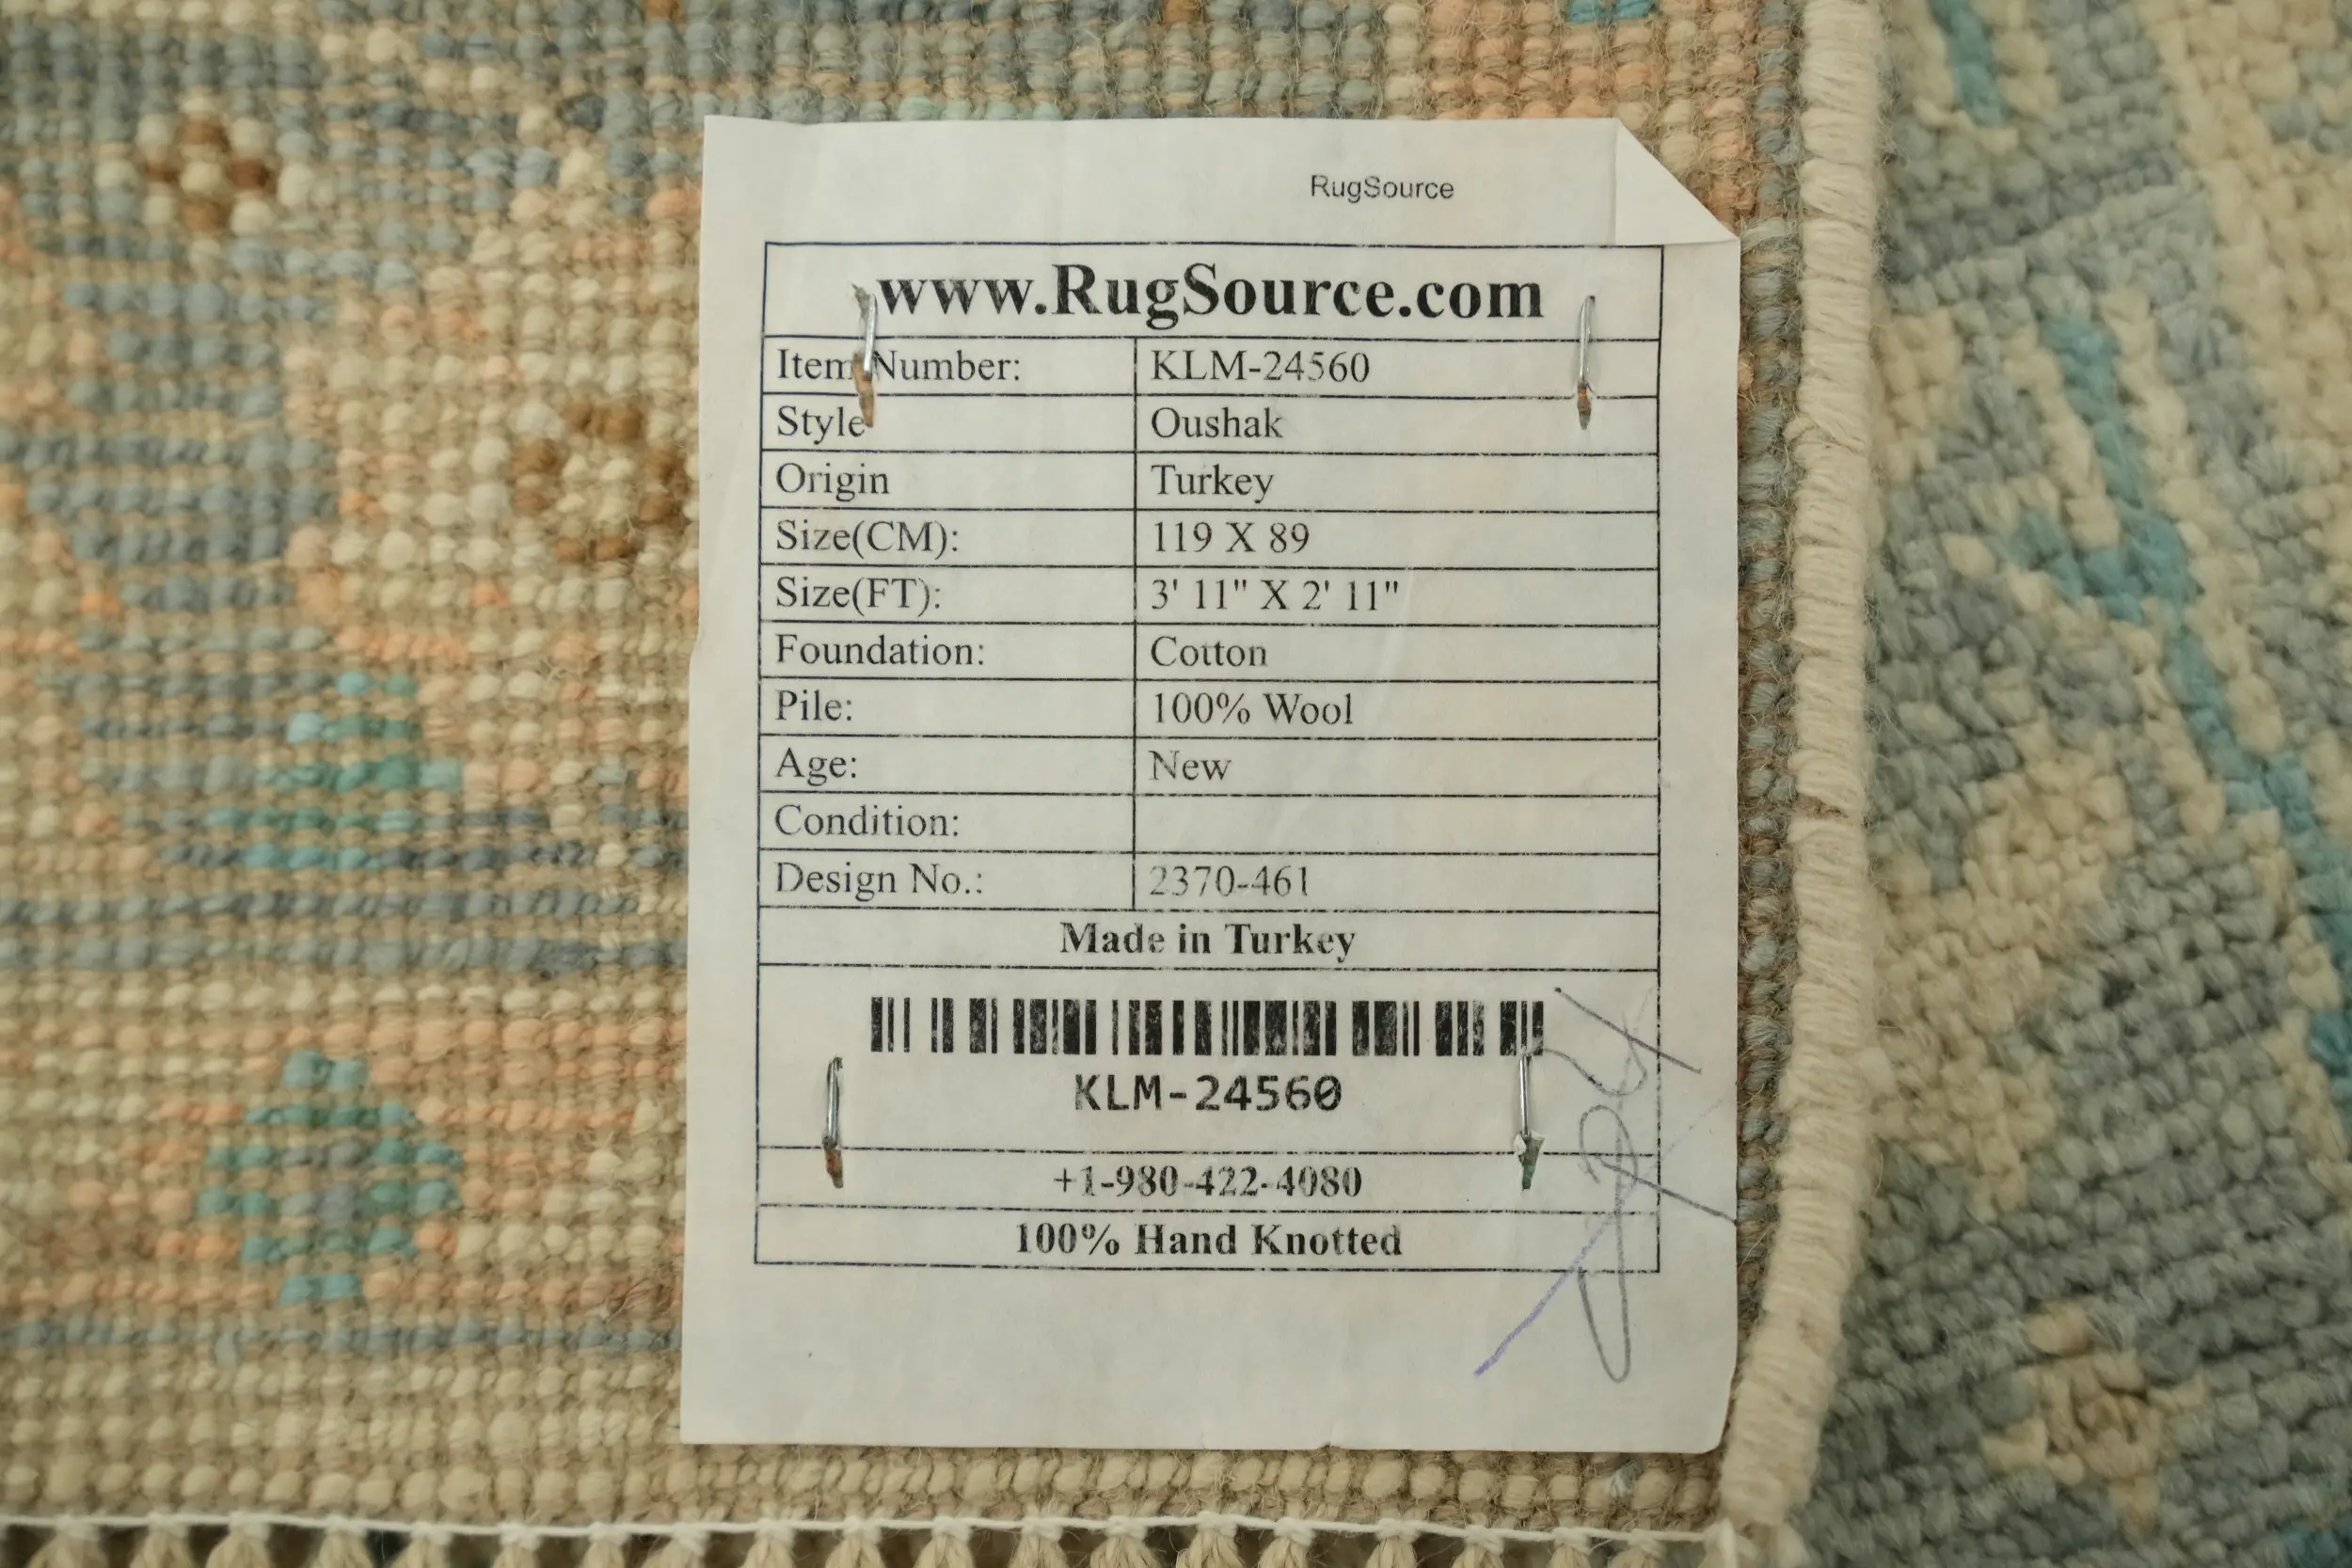 RugSource
www.RugSource.com
Item Number: KLM-24560
Style Oushak
Origin Turkey
Size(CM): 119 X 89
Size(FT): 3' 11" X 2' 11"
Foundation: Cotton
Pile: 100% Wool
Age: New
Condition:
Design No.: 2370-461
Made in Turkey
KLM-24560
+1-980-422-4080
100% Hand Knotted